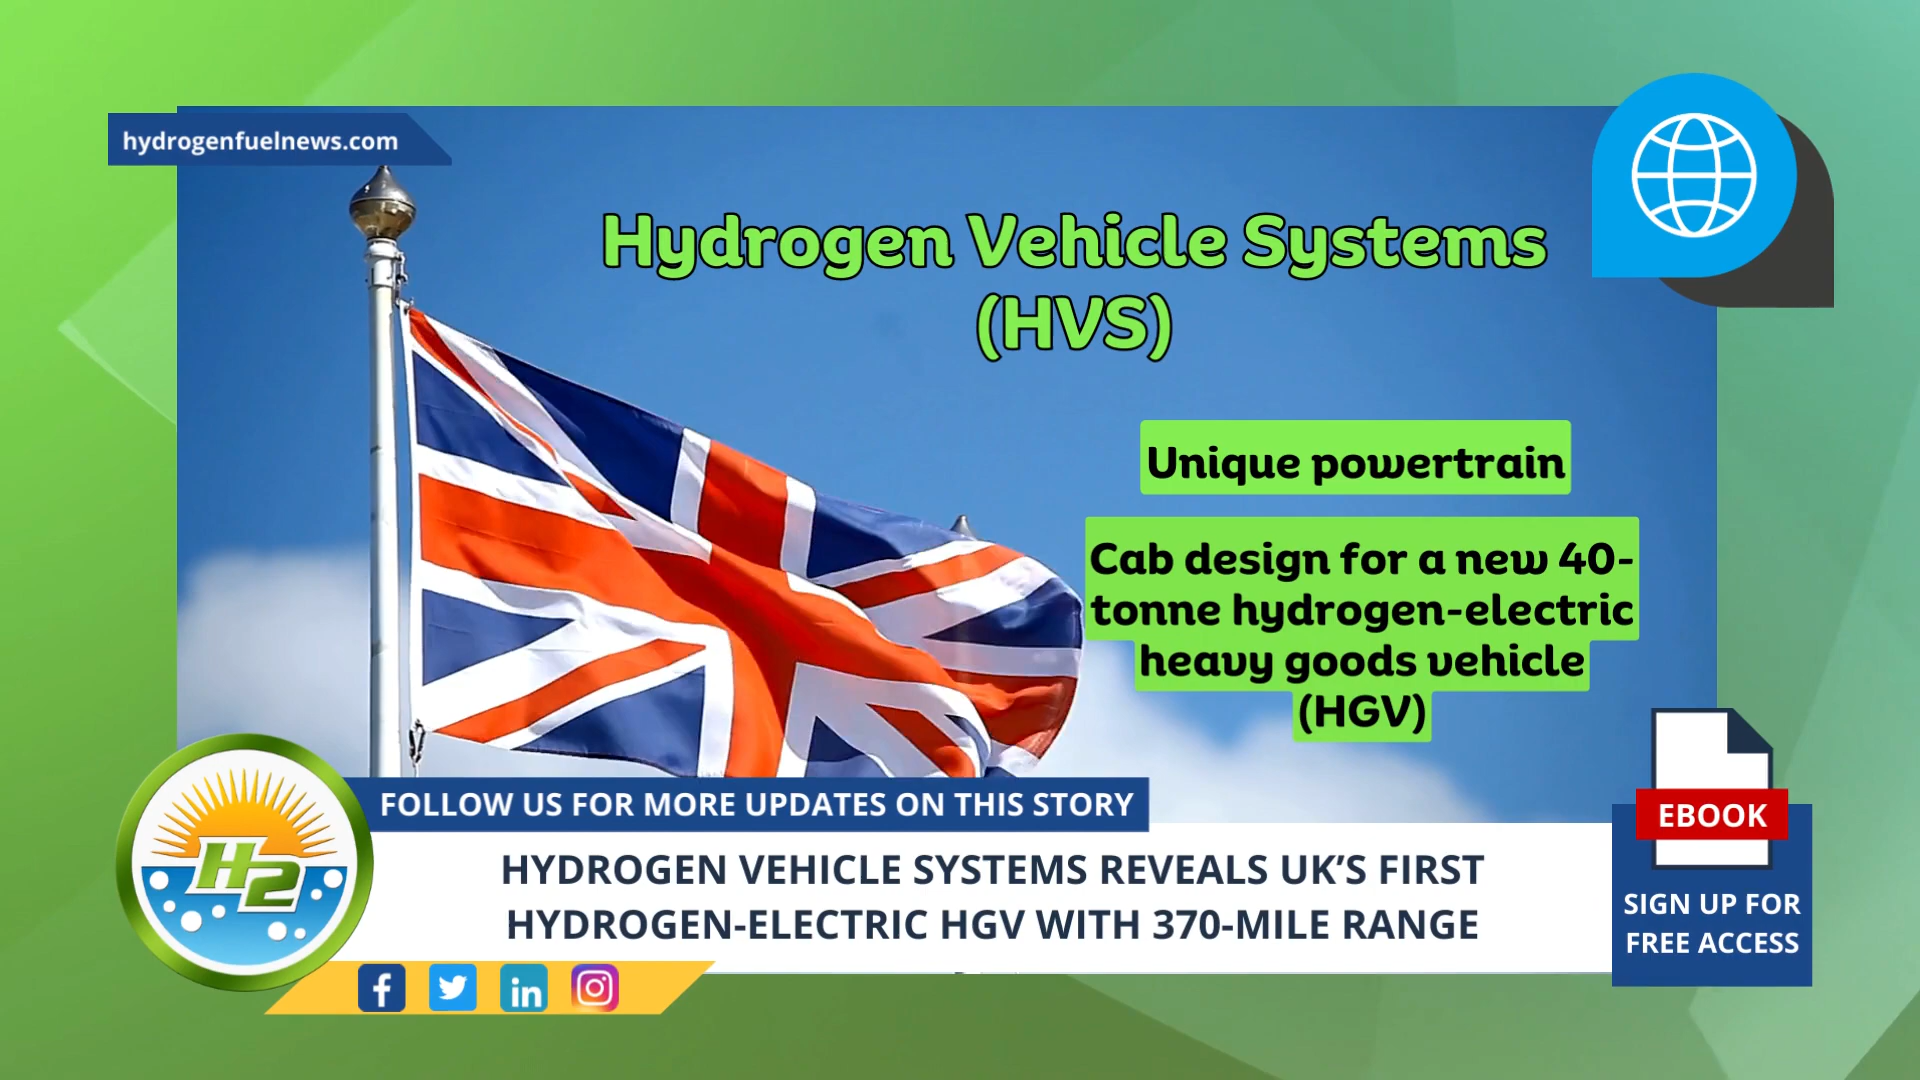 hydrogenfuelnews.com
Hydrogen Vehicle Systems
(HVS)
Unique powertrain
Cab design for a new 40-
tonne hydrogen-electric
heavy goods vehicle
(HGV)
FOLLOW US FOR MORE UPDATES ON THIS STORY
HYDROGEN VEHICLE SYSTEMS REVEALS UK’S FIRST
HYDROGEN-ELECTRIC HGV WITH 370-MILE RANGE
H2
EBOOK
SIGN UP FOR
FREE ACCESS
f
in